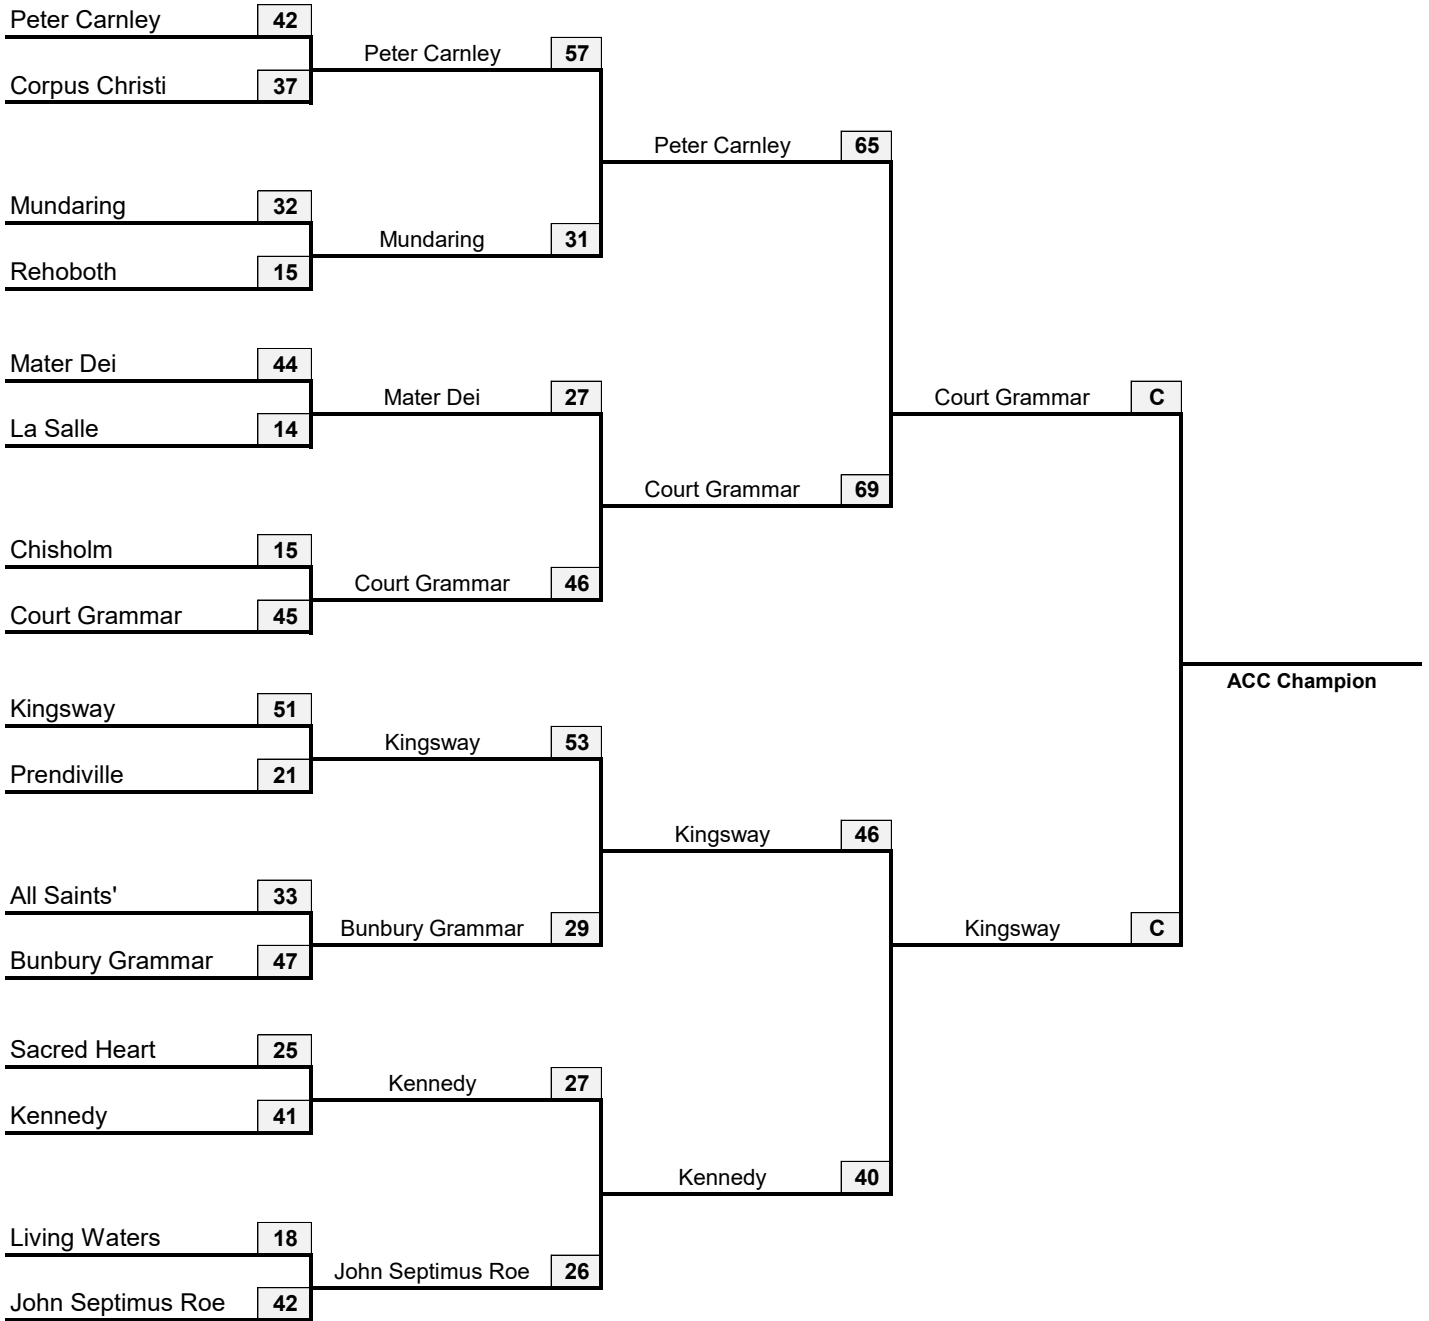 Peter Carnley 42
Peter Carnley 57
Corpus Christi 37
Peter Carnley 65
Mundaring 32
Mundaring 31
Rehoboth 15
Mater Dei 44
Mater Dei 27
Court Grammar C
La Salle 14
Court Grammar 69
Chisholm 15
Court Grammar 46
Court Grammar 45
ACC Champion
Kingsway 51
Kingsway 53
Prendiville 21
Kingsway 46
All Saints' 33
Bunbury Grammar 29
Kingsway C
Bunbury Grammar 47
Sacred Heart 25
Kennedy 27
Kennedy 41
Kennedy 40
Living Waters 18
John Septimus Roe 26
John Septimus Roe 42